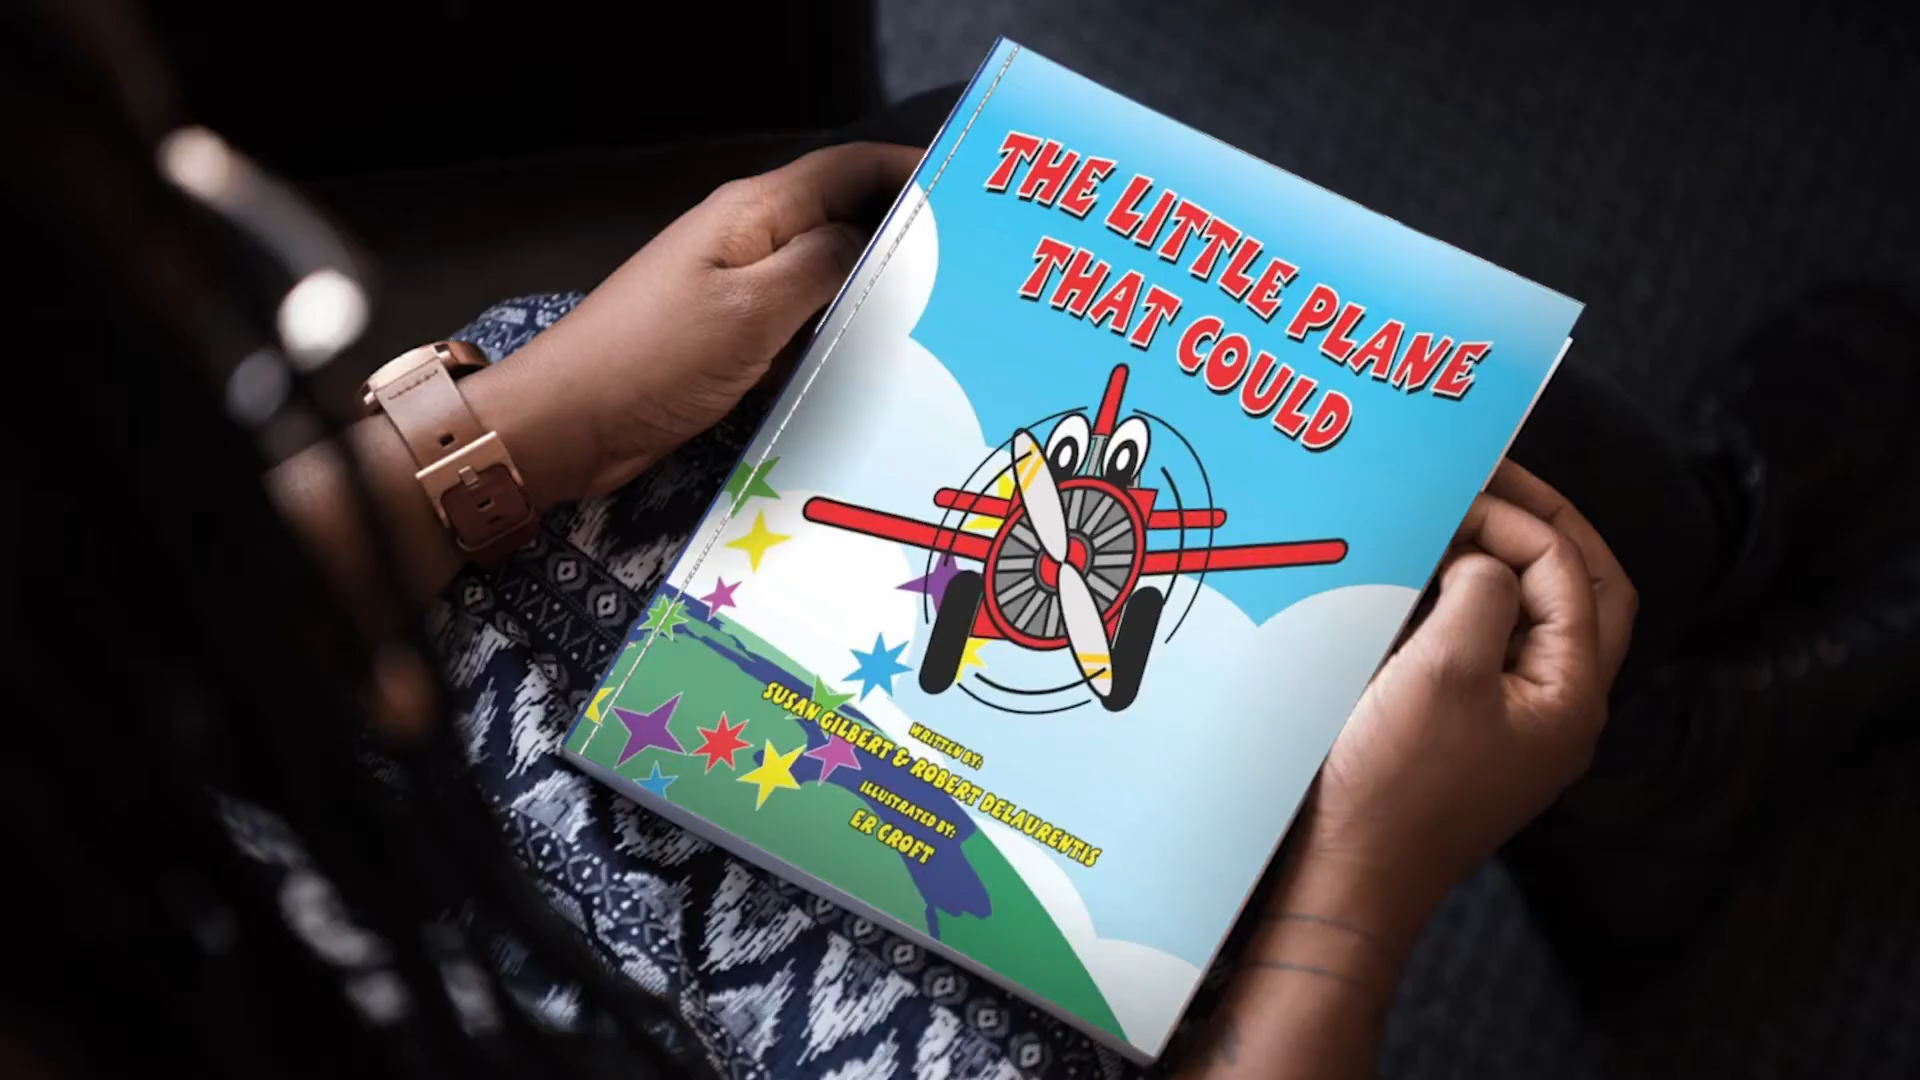 THE LITTLE PLANE
THAT COULD
WRITTEN BY:
SUSAN GILBERT & ROBERT DELAURENTIS
ILLUSTRATED BY:
ER CROFT